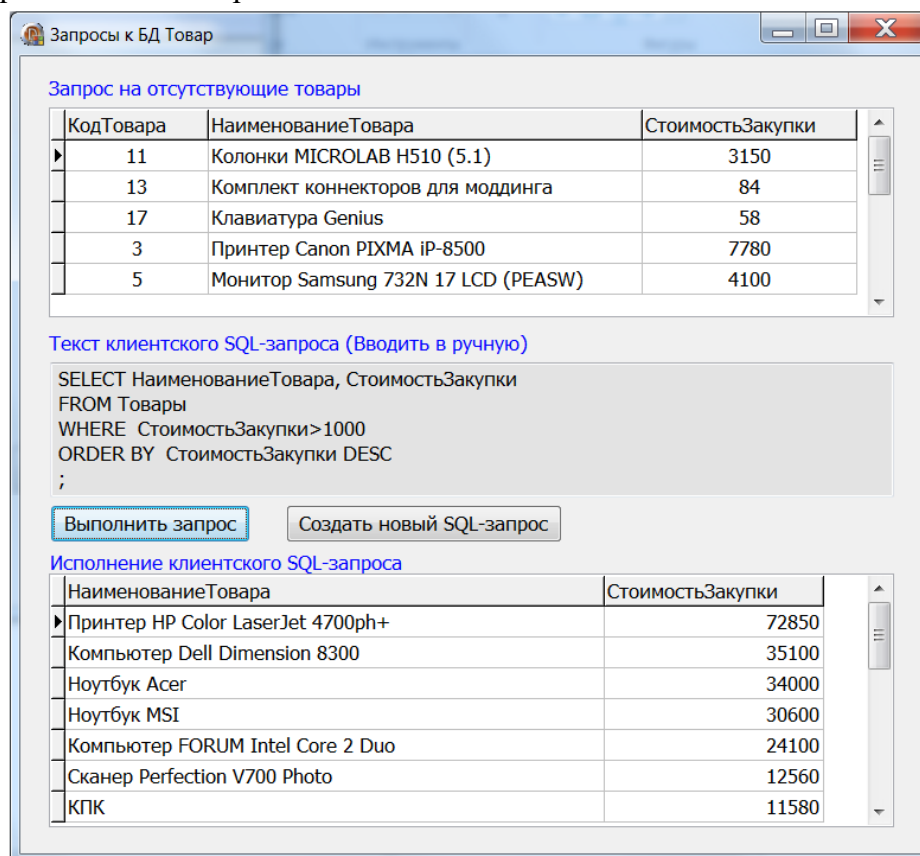 Запросы к БД Товар
Запрос на отсутствующие товары
КодТовара НаименованиеТовара СтоимостьЗакупки
11 Колонки MICROLAB H510 (5.1) 3150
13 Комплект коннекторов для моддинга 84
17 Клавиатура Genius 58
3 Принтер Canon PIXMA iP-8500 7780
5 Монитор Samsung 732N 17 LCD (PEASW) 4100
Текст клиентского SQL-запроса (Вводить в ручную)
SELECT НаименованиеТовара, СтоимостьЗакупки
FROM Товары
WHERE СтоимостьЗакупки>1000
ORDER BY СтоимостьЗакупки DESC
;
Выполнить запрос Создать новый SQL-запрос
Исполнение клиентского SQL-запроса
НаименованиеТовара СтоимостьЗакупки
Принтер HP Color LaserJet 4700ph+ 72850
Компьютер Dell Dimension 8300 35100
Ноутбук Acer 34000
Ноутбук MSI 30600
Компьютер FORUM Intel Core 2 Duo 24100
Сканер Perfection V700 Photo 12560
КПК 11580